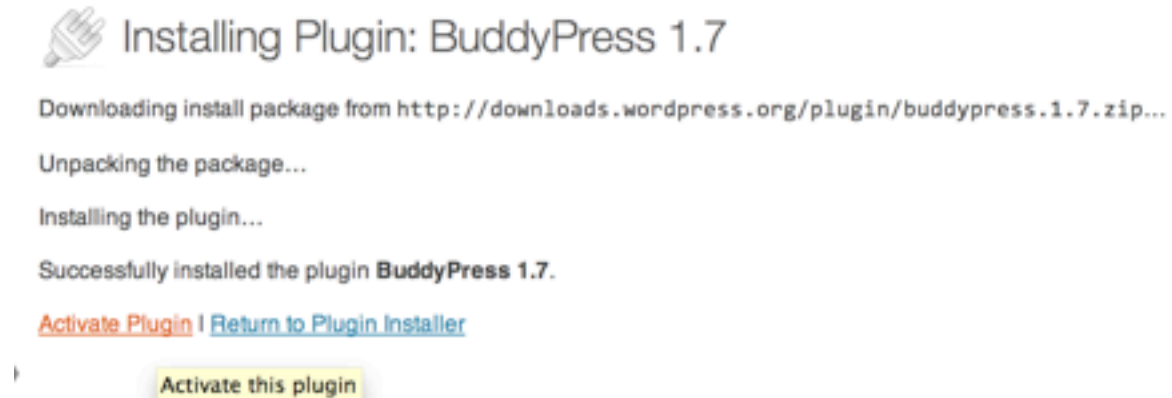 Installing Plugin: BuddyPress 1.7
Downloading install package from http://downloads.wordpress.org/plugin/buddypress.1.7.zip…
Unpacking the package…
Installing the plugin…
Successfully installed the plugin BuddyPress 1.7.
Activate Plugin | Return to Plugin Installer
Activate this plugin